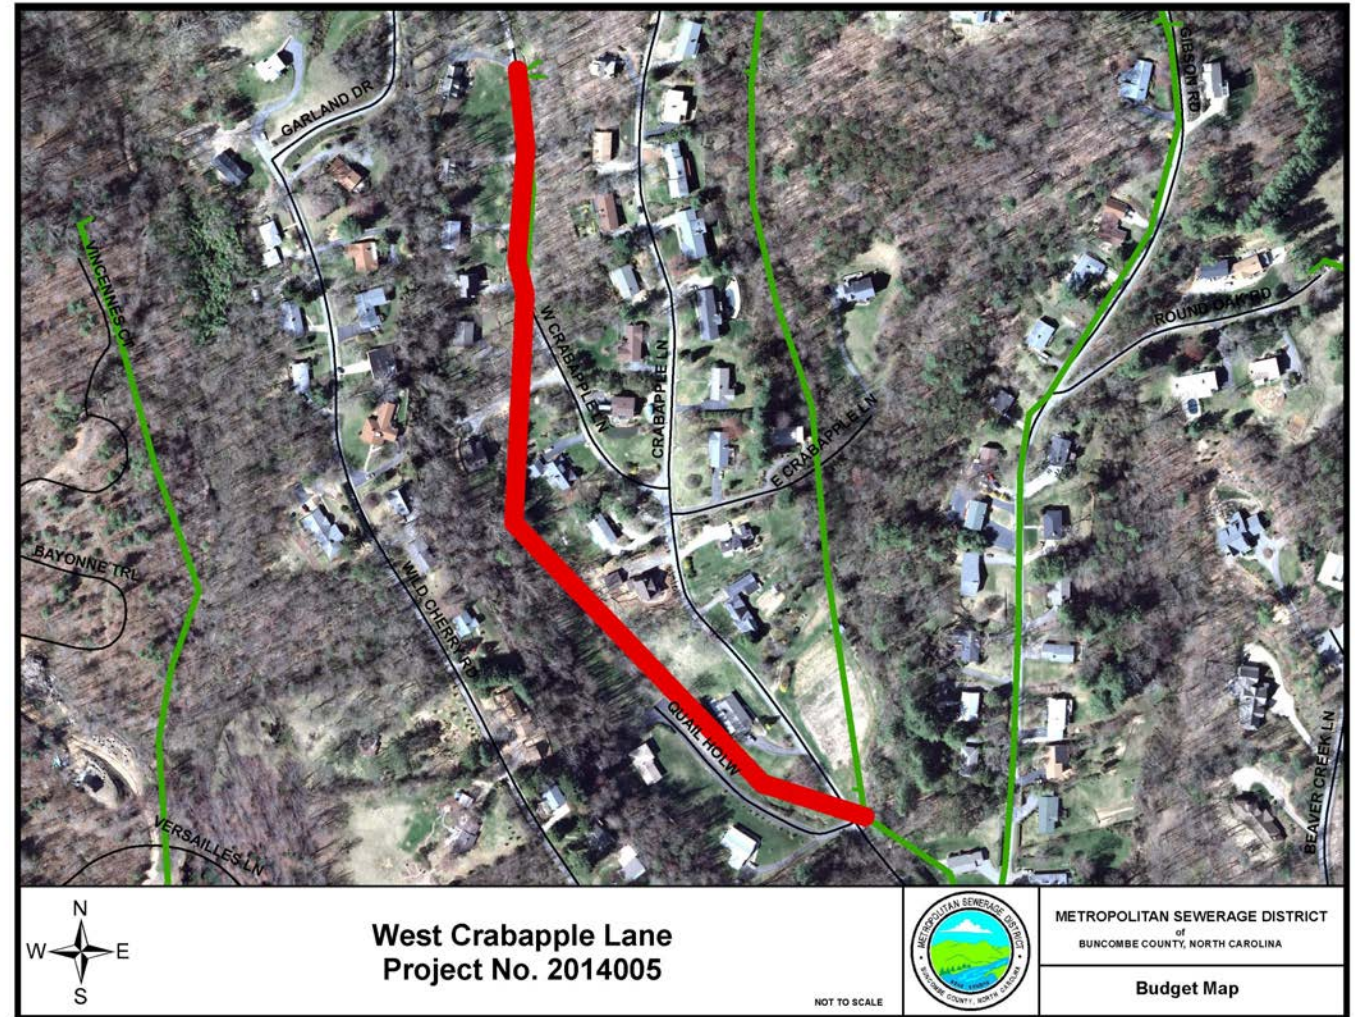 GARLAND DR
GIBSON RD
VINCENNES CT
ROUND OAK RD
W CRABAPPLE LN
CRABAPPLE LN
E CRABAPPLE LN
BAYONNE TRL
WILD CHERRY RD
QUAIL HOLW
BEAVER CREEK LN
VERSAILLES LN
N
W
E
S
West Crabapple Lane
Project No. 2014005
NOT TO SCALE
METROPOLITAN SEWERAGE DISTRICT
BUNCOMBE COUNTY, NORTH CAROLINA
METROPOLITAN SEWERAGE DISTRICT
of
BUNCOMBE COUNTY, NORTH CAROLINA
Budget Map